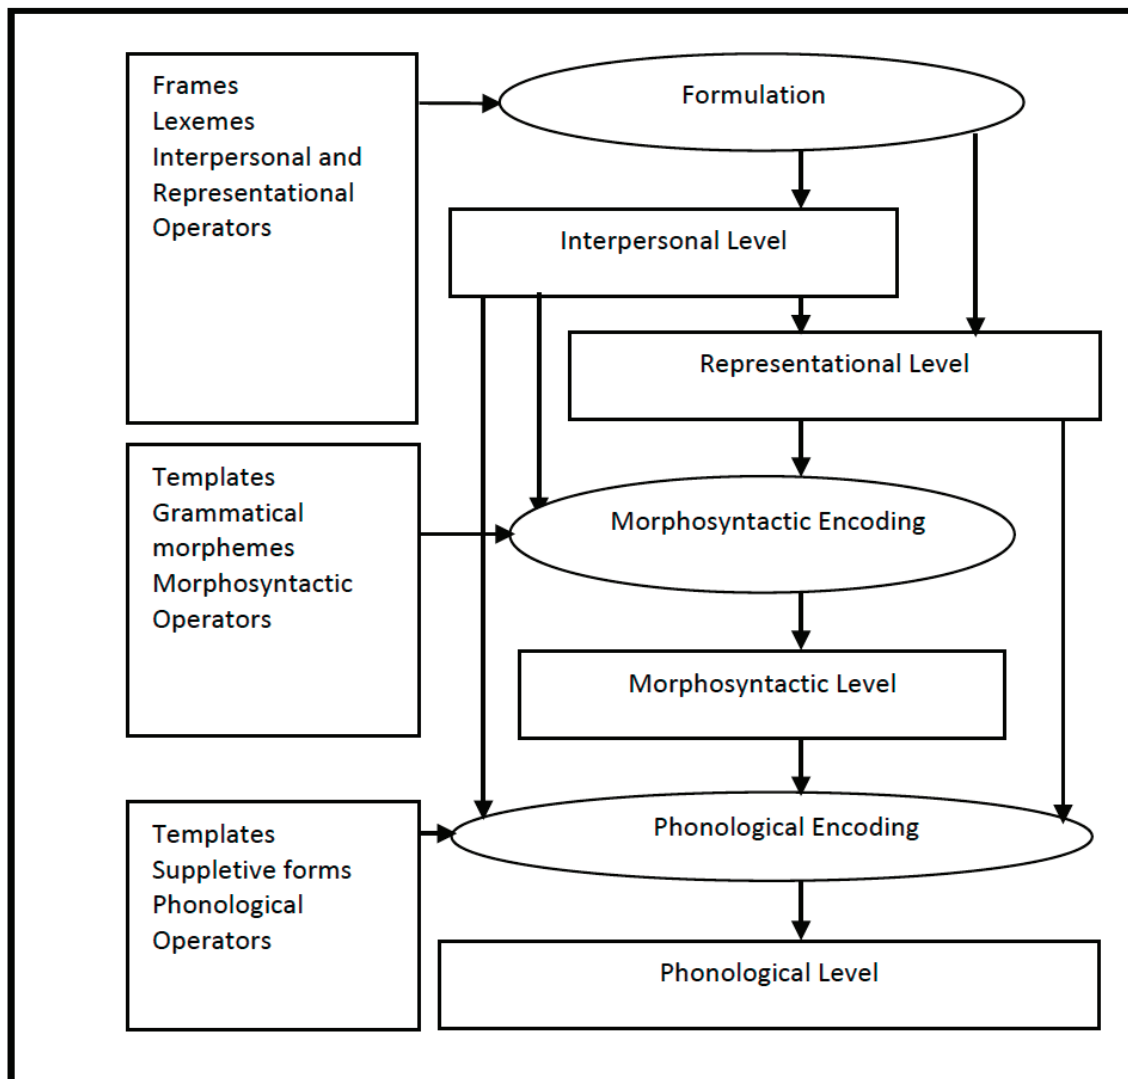 Frames
Lexemes
Interpersonal and
Representational
Operators
Formulation
Interpersonal Level
Representational Level
Templates
Grammatical
morphemes
Morphosyntactic
Operators
Morphosyntactic Encoding
Morphosyntactic Level
Templates
Suppletive forms
Phonological
Operators
Phonological Encoding
Phonological Level